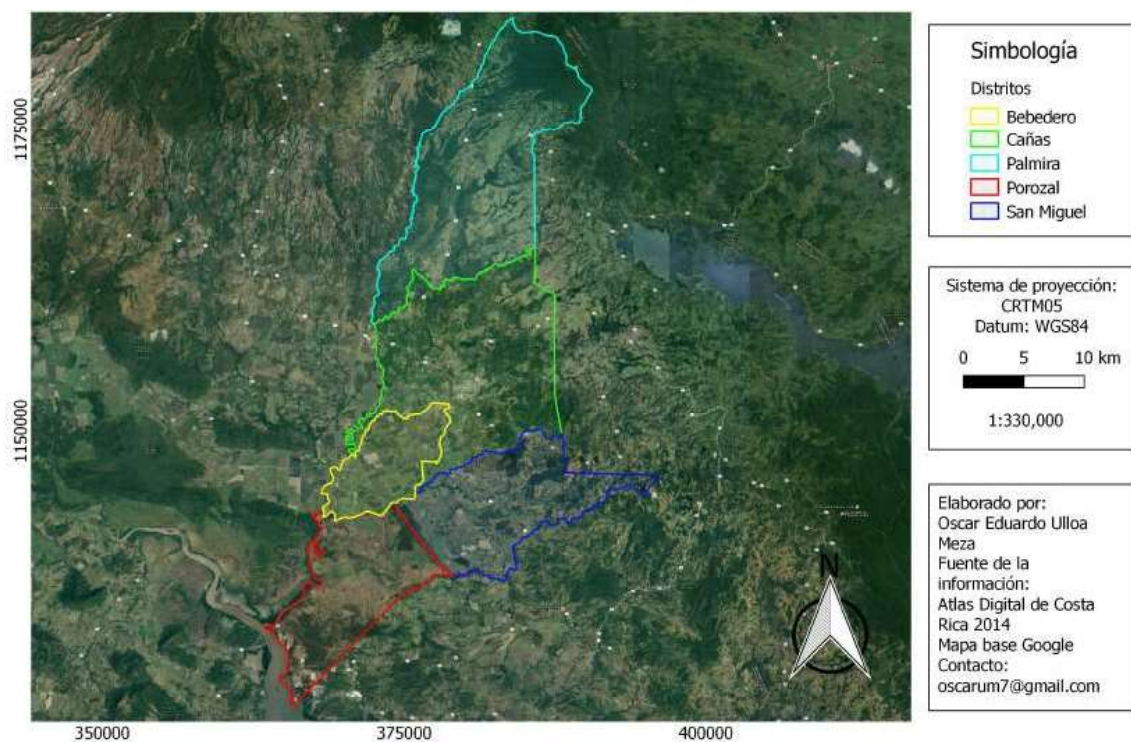 1175000
1150000
350000
375000
400000
N
Simbología
Distritos
Bebedero
Cañas
Palmira
Porozal
San Miguel
Sistema de proyección:
CRTM05
Datum: WGS84
0 5 10 km
1:330,000
Elaborado por:
Oscar Eduardo Ulloa
Meza
Fuente de la
información:
Atlas Digital de Costa
Rica 2014
Mapa base Google
Contacto:
oscarum7@gmail.com